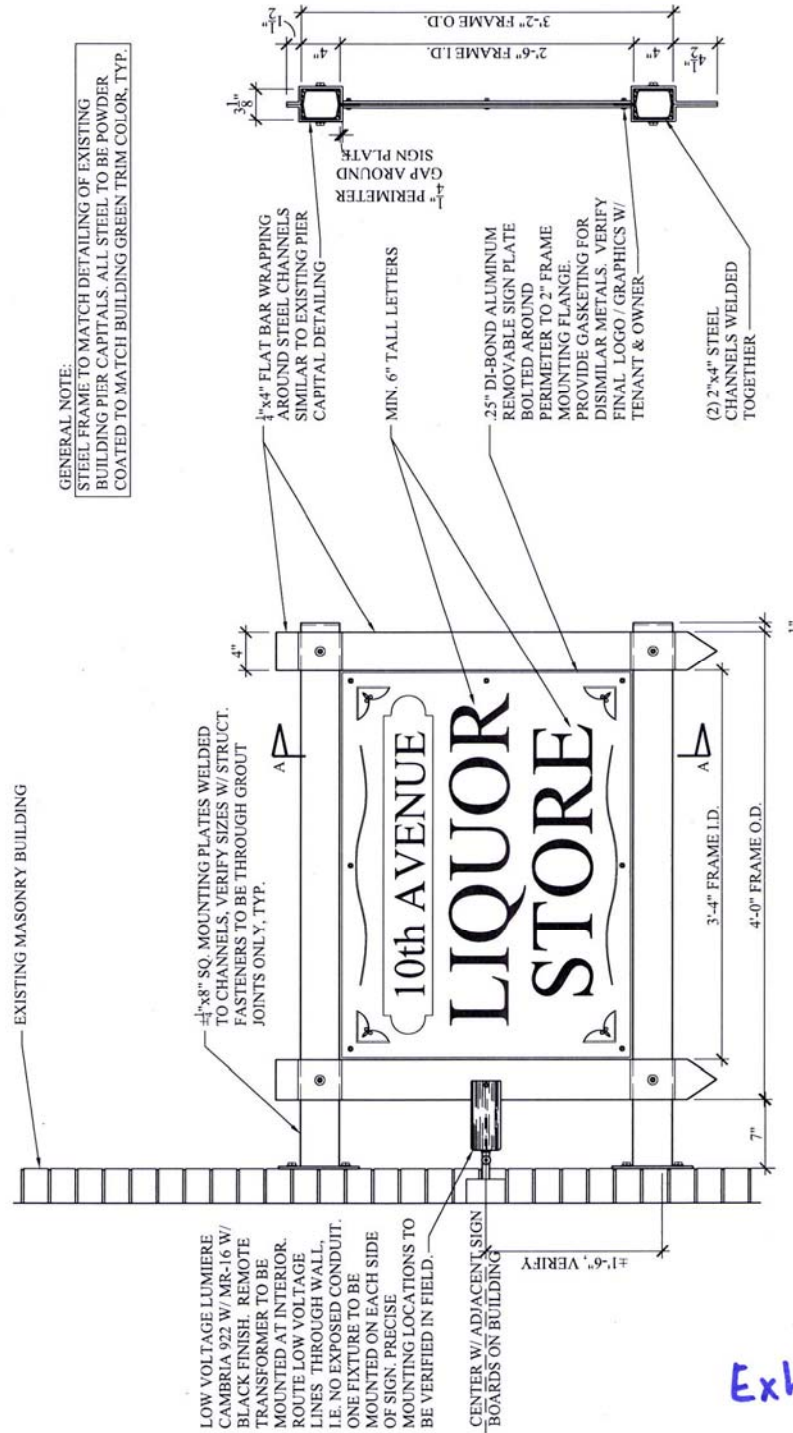 GENERAL NOTE:
STEEL FRAME TO MATCH DETAILING OF EXISTING
BUILDING PIER CAPITALS. ALL STEEL TO BE POWDER
COATED TO MATCH BUILDING GREEN TRIM COLOR, TYP.
EXISTING MASONRY BUILDING
±1/4"x8" SQ. MOUNTING PLATES WELDED
TO CHANNELS, VERIFY SIZES W/ STRUCT.
FASTENERS TO BE THROUGH GROUT
JOINTS ONLY, TYP.
1/4"x4" FLAT BAR WRAPPING
AROUND STEEL CHANNELS
SIMILAR TO EXISTING PIER
CAPITAL DETAILING
MIN. 6" TALL LETTERS
.25" DI-BOND ALUMINUM
REMOVABLE SIGN PLATE
BOLTED AROUND
PERIMETER TO 2" FRAME
MOUNTING FLANGE.
PROVIDE GASKETING FOR
DISIMILAR METALS. VERIFY
FINAL LOGO / GRAPHICS W/
TENANT & OWNER
(2) 2"x4" STEEL
CHANNELS WELDED
TOGETHER
LOW VOLTAGE LUMIERE
CAMBRIA 922 W/ MR-16 W/
BLACK FINISH. REMOTE
TRANSFORMER TO BE
MOUNTED AT INTERIOR.
ROUTE LOW VOLTAGE
LINES THROUGH WALL,
I.E. NO EXPOSED CONDUIT.
ONE FIXTURE TO BE
MOUNTED ON EACH SIDE
OF SIGN. PRECISE
MOUNTING LOCATIONS TO
BE VERIFIED IN FIELD.
CENTER W/ ADJACENT SIGN
BOARDS ON BUILDING
±1'-6", VERIFY
10th AVENUE
LIQUOR
STORE
4"
A
A
7"
3'-4" FRAME I.D.
4'-0" FRAME O.D.
1"
3 1/8"
1 1/2"
4"
2'-6" FRAME I.D.
3'-2" FRAME O.D.
4"
4 1/2"
1/4" PERIMETER
GAP AROUND
SIGN PLATE